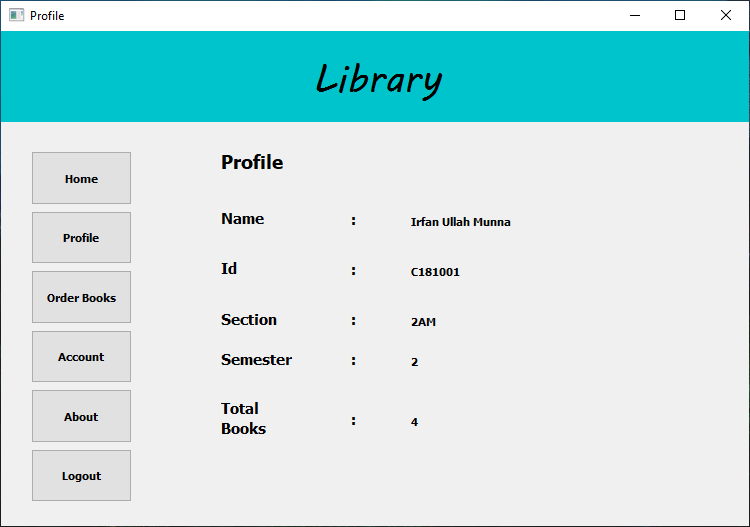 Profile
Library
Home
Profile
Order Books
Account
About
Logout
Profile
Name : Irfan Ullah Munna
Id : C181001
Section : 2AM
Semester : 2
Total
Books : 4